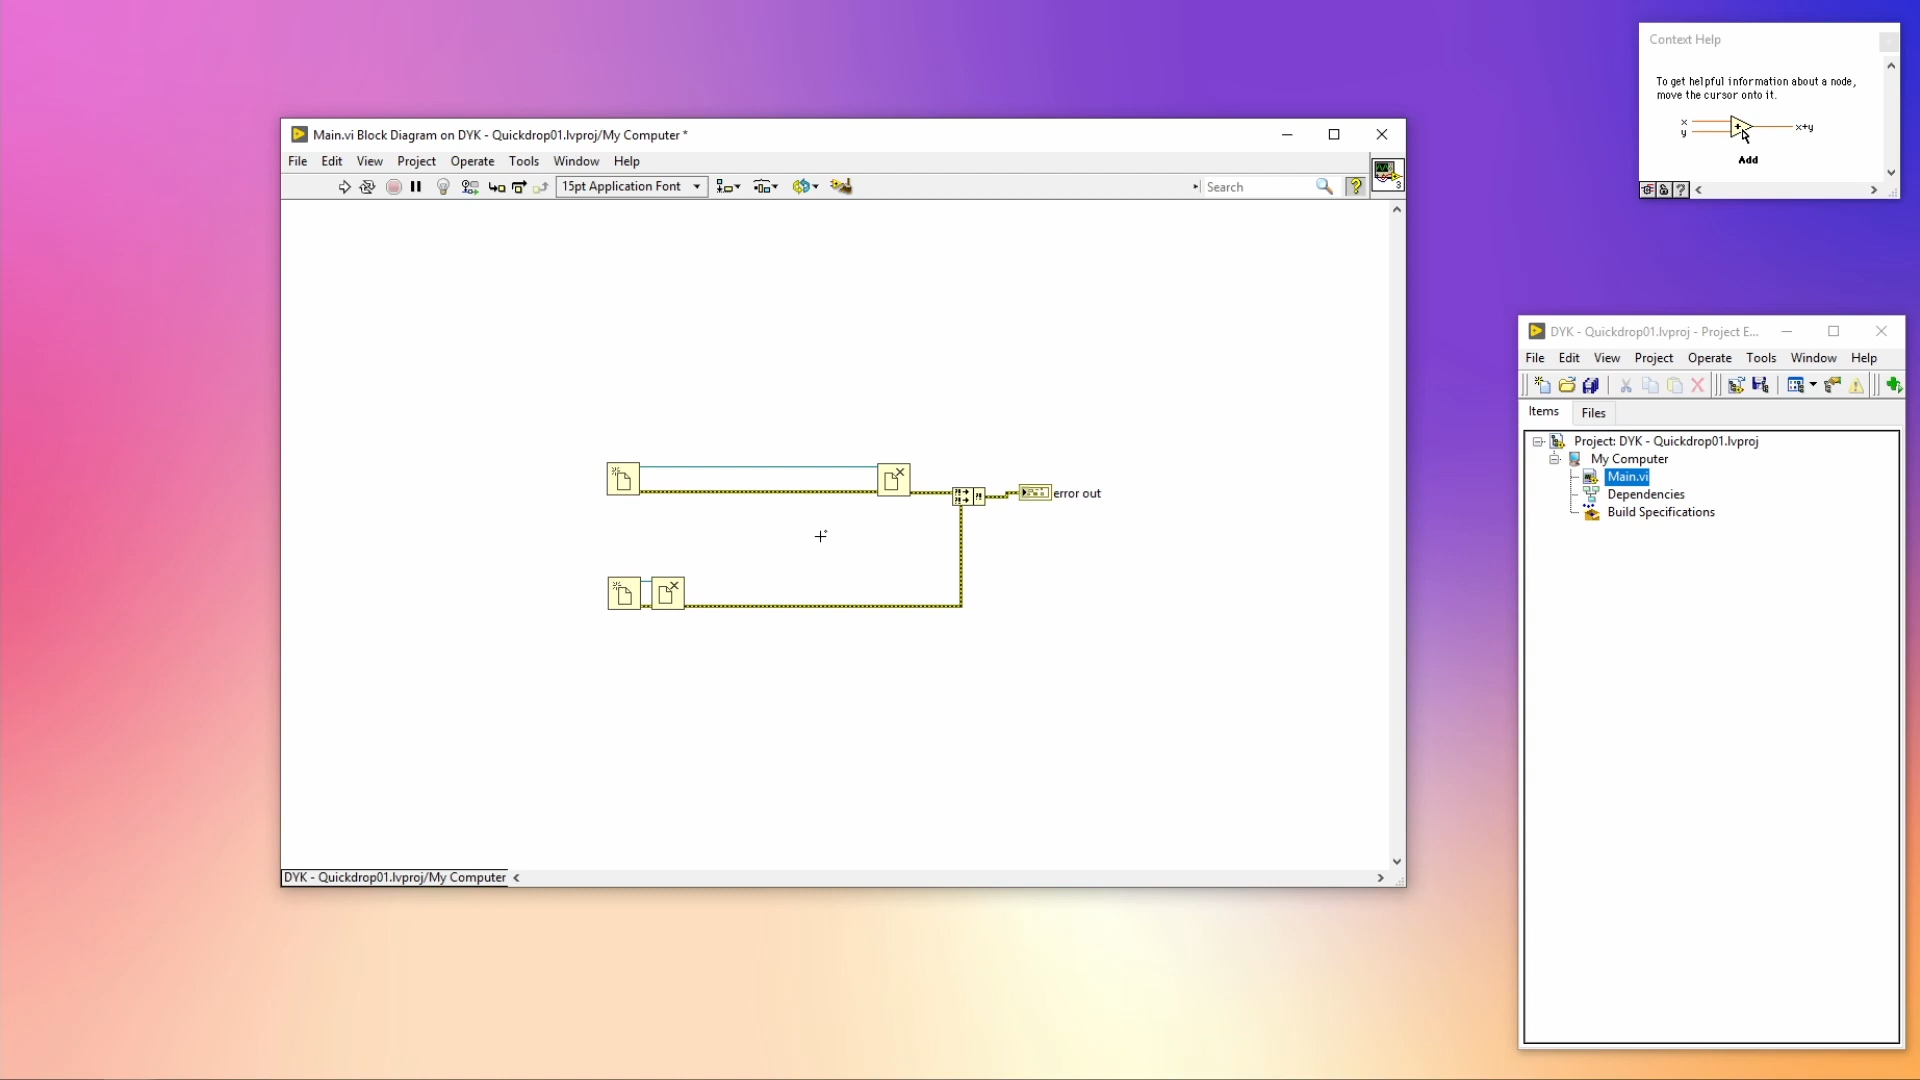 Context Help
To get helpful information about a node,
move the cursor onto it.
x
y
x+y
Add
Main.vi Block Diagram on DYK - Quickdrop01.lvproj/My Computer *
File Edit View Project Operate Tools Window Help
15pt Application Font
Search
3
error out
DYK - Quickdrop01.lvproj/My Computer
DYK - Quickdrop01.lvproj - Project E...
File Edit View Project Operate Tools Window Help
Items Files
Project: DYK - Quickdrop01.lvproj
My Computer
Main.vi
Dependencies
Build Specifications